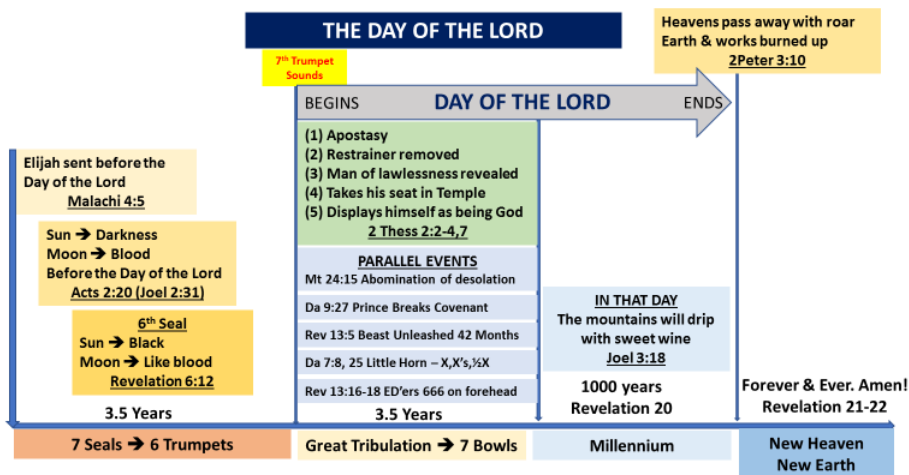 THE DAY OF THE LORD
Heavens pass away with roar
Earth & works burned up
2Peter 3:10
7th Trumpet
Sounds
BEGINS
DAY OF THE LORD
ENDS
Elijah sent before the
Day of the Lord
Malachi 4:5
Sun ➔ Darkness
Moon ➔ Blood
Before the Day of the Lord
Acts 2:20 (Joel 2:31)
6th Seal
Sun ➔ Black
Moon ➔ Like blood
Revelation 6:12
3.5 Years
(1) Apostasy
(2) Restrainer removed
(3) Man of lawlessness revealed
(4) Takes his seat in Temple
(5) Displays himself as being God
2 Thess 2:2-4,7
PARALLEL EVENTS
Mt 24:15 Abomination of desolation
Da 9:27 Prince Breaks Covenant
Rev 13:5 Beast Unleashed 42 Months
Da 7:8, 25 Little Horn – X,X's,½X
Rev 13:16-18 ED'ers 666 on forehead
3.5 Years
IN THAT DAY
The mountains will drip
with sweet wine
Joel 3:18
1000 years
Revelation 20
Forever & Ever. Amen!
Revelation 21-22
7 Seals ➔ 6 Trumpets
Great Tribulation ➔ 7 Bowls
Millennium
New Heaven
New Earth